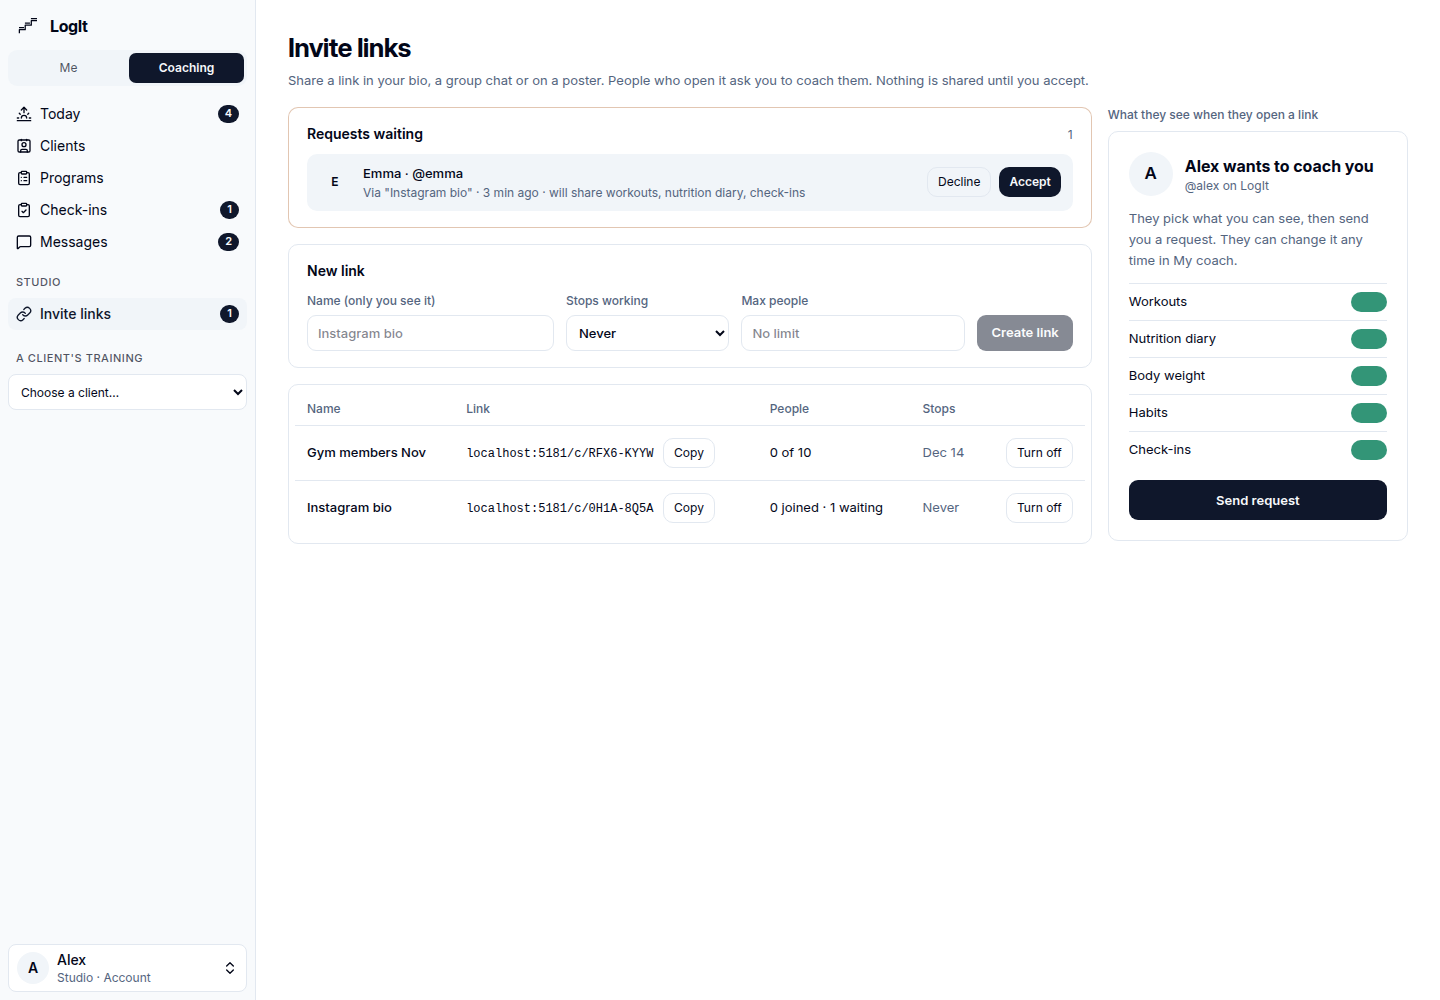 LogIt
Me
Coaching
Today
4
Clients
Programs
Check-ins
1
Messages
2
STUDIO
Invite links
1
A CLIENT'S TRAINING
Choose a client...
Alex
A
Studio · Account
Invite links
Share a link in your bio, a group chat or on a poster. People who open it ask you to coach them. Nothing is shared until you accept.
Requests waiting
1
E
Emma · @emma
Via "Instagram bio" · 3 min ago · will share workouts, nutrition diary, check-ins
Decline
Accept
New link
Name (only you see it)
Stops working
Max people
Instagram bio
Never
No limit
Create link
Name
Link
People
Stops
Gym members Nov
localhost:5181/c/RFX6-KYYW
Copy
0 of 10
Dec 14
Turn off
Instagram bio
localhost:5181/c/0H1A-8Q5A
Copy
0 joined · 1 waiting
Never
Turn off
What they see when they open a link
A
Alex wants to coach you
@alex on LogIt
They pick what you can see, then send
you a request. They can change it any
time in My coach.
Workouts
Nutrition diary
Body weight
Habits
Check-ins
Send request